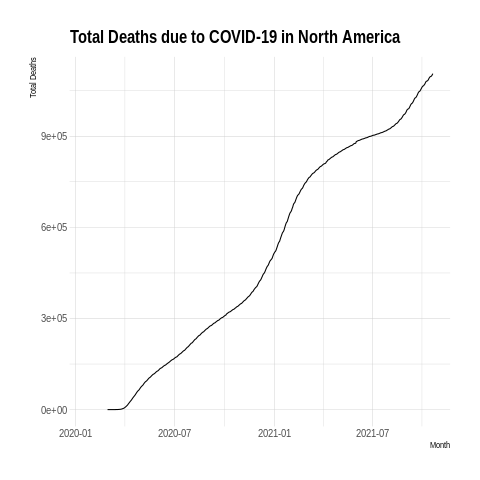 Total Deaths due to COVID-19 in North America
Total Deaths
9e+05
6e+05
3e+05
0e+00
2020-01
2020-07
2021-01
2021-07
Month